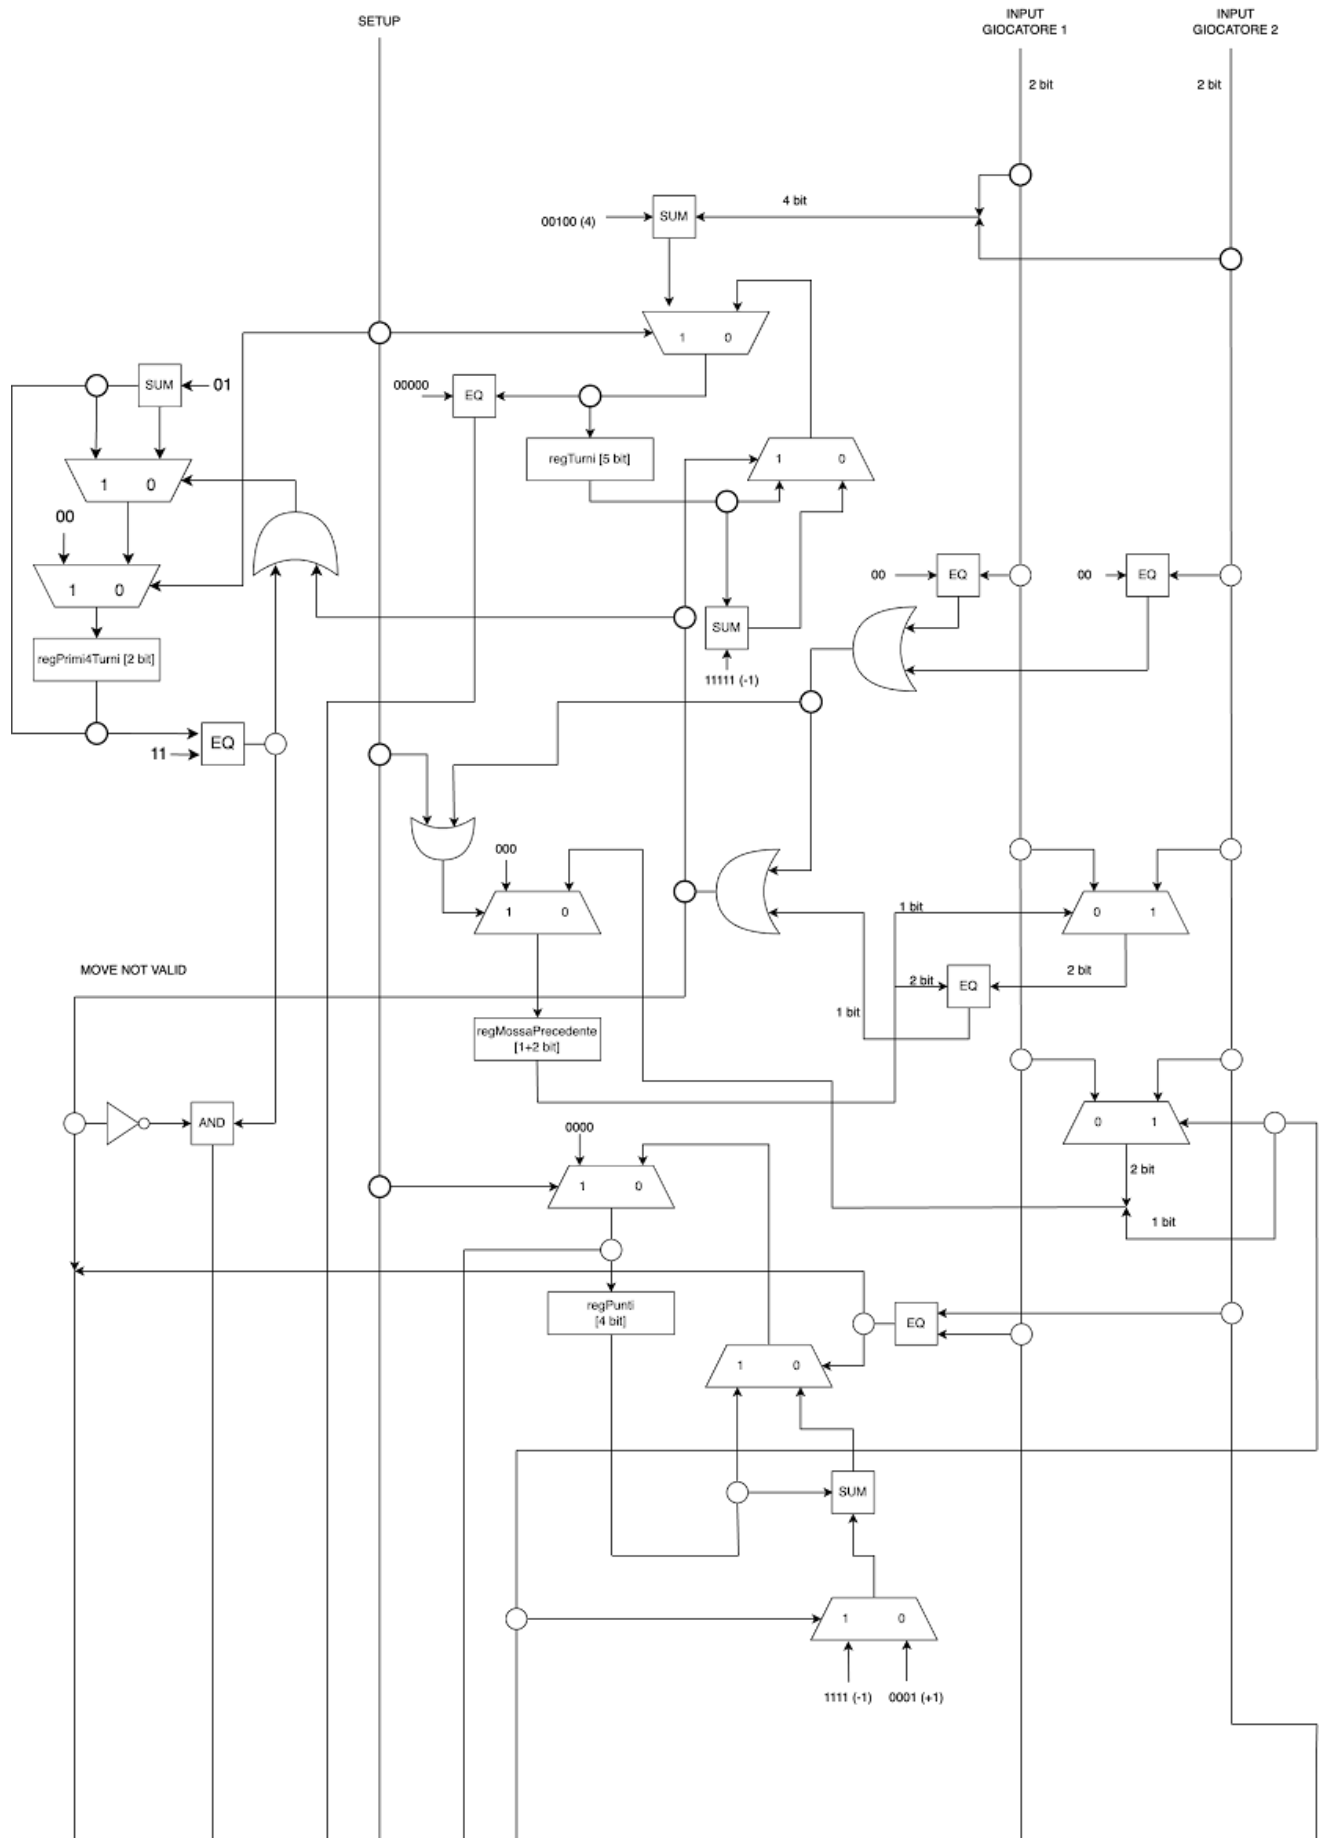 SETUP
INPUT
GIOCATORE 1
INPUT
GIOCATORE 2
2 bit
2 bit
4 bit
00100 (4)
SUM
1 0
SUM
01
00000
EQ
regTurni [5 bit]
1 0
1 0
00
1 0
00
EQ
00
EQ
SUM
regPrimi4Turni [2 bit]
11111 (-1)
EQ
11
000
1 0
1 bit
0 1
MOVE NOT VALID
2 bit
EQ
2 bit
1 bit
regMossaPrecedente
[1+2 bit]
AND
0000
0 1
2 bit
1 0
1 bit
regPunti
[4 bit]
EQ
1 0
SUM
1 0
1111 (-1)
0001 (+1)